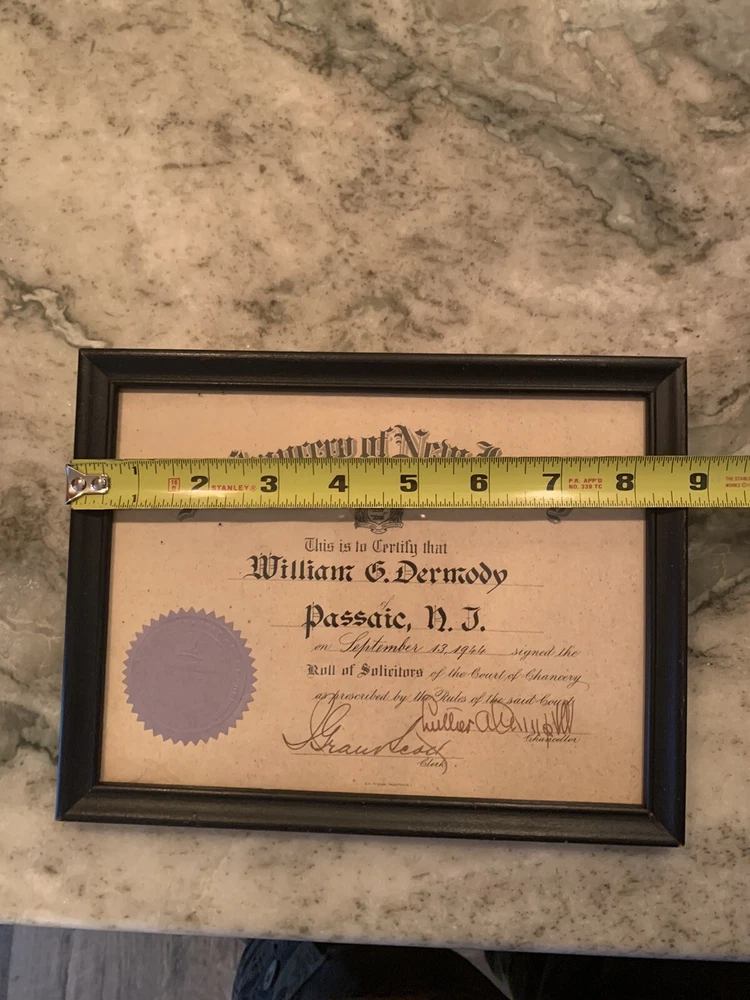 of New
1 2 STANLEY® 3 4 5 6 7 P.R. APP'D NO. 338 TC 8 9
This is to Certify that
William G. Dermody
of
Passaic, N. J.
on September 13, 1944 signed the
Roll of Solicitors of the Court of Chancery
as prescribed by the Rules of the said Court
Chancellor
Clerk